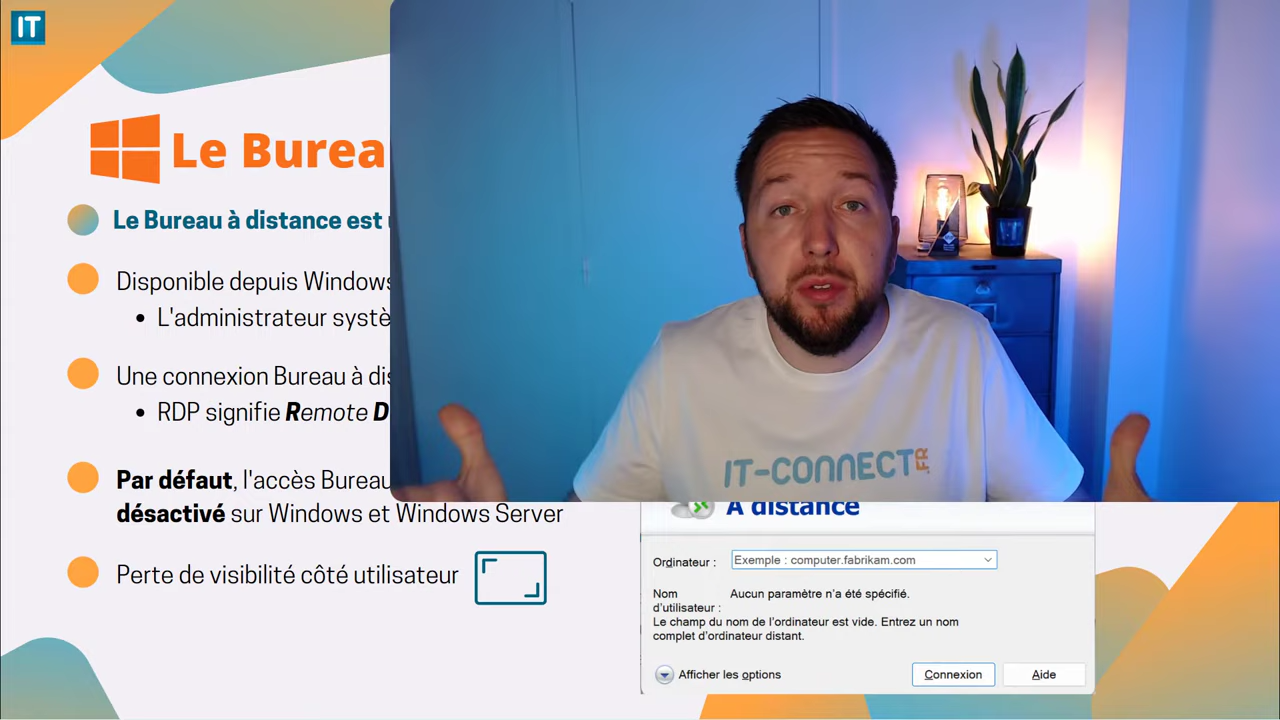 IT
Le Burea
Le Bureau à distance est
Disponible depuis Windows
L'administrateur systè
Une connexion Bureau à dis
RDP signifie Remote D
Par défaut, l'accès Bureau
désactivé sur Windows et Windows Server
Perte de visibilité côté utilisateur
IT-CONNECT.FR
À distance
Ordinateur :
Exemple : computer.fabrikam.com
Nom d'utilisateur :
Aucun paramètre n'a été spécifié.
Le champ du nom de l'ordinateur est vide. Entrez un nom
complet d'ordinateur distant.
Afficher les options
Connexion
Aide